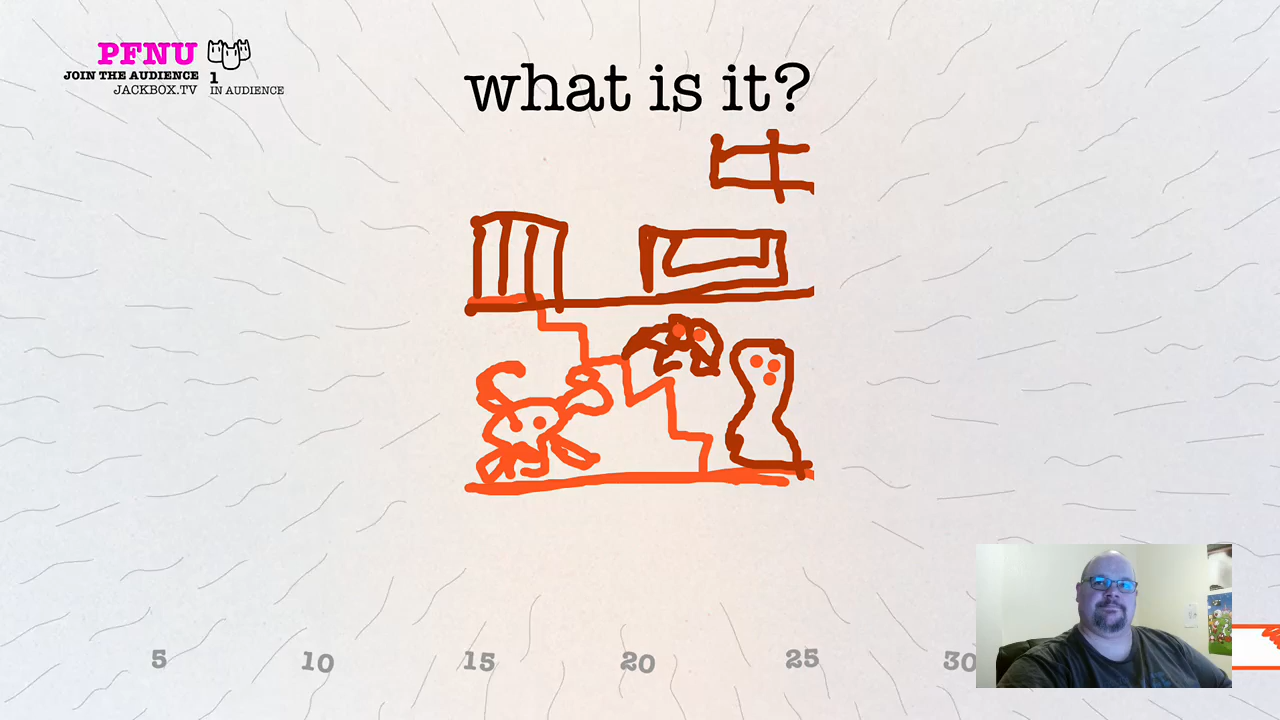 PFNU
JOIN THE AUDIENCE
JACKBOX.TV
1
IN AUDIENCE
what is it?
5 10 15 20 25 30